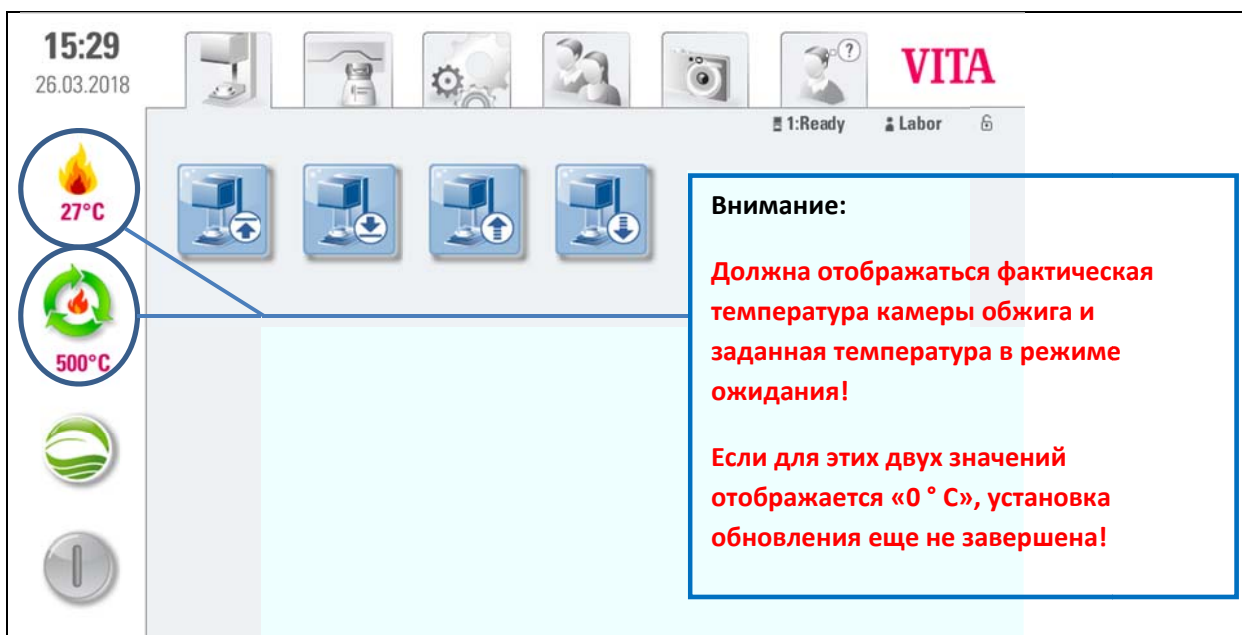 15:29
26.03.2018
?
VITA
1:Ready
Labor
27°C
500°C
Внимание:
Должна отображаться фактическая
температура камеры обжига и
заданная температура в режиме
ожидания!
Если для этих двух значений
отображается «0 ° C», установка
обновления еще не завершена!